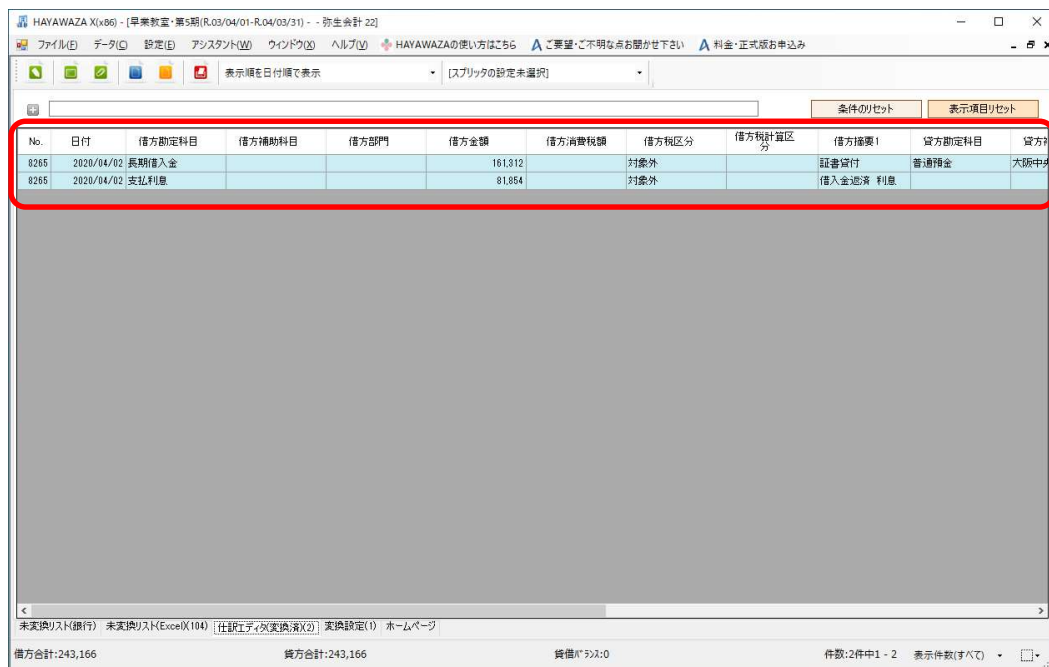 HAYAWAZA X(x86) - [早業教室・第5期(R.03/04/01-R.04/03/31) - - 弥生会計 22]
ファイル(F) データ(C) 設定(E) アシスタント(W) ウィンドウ(X) ヘルプ(V) HAYAWAZAの使い方はこちら ご要望・ご不明な点お聞かせ下さい 料金・正式版お申込み
表示順を日付順で表示 [スプリッタの設定未選択]
条件のリセット 表示項目リセット
No. 日付 借方勘定科目 借方補助科目 借方部門 借方金額 借方消費税額 借方税区分 借方税計算区分 借方摘要1 貸方勘定科目
8265 2020/04/02 長期借入金 161,312 対象外 証書貸付 普通預金 大阪中央
8265 2020/04/02 支払利息 81,854 対象外 借入金返済 利息
未変換リスト(銀行) 未変換リスト(Excel)(104) 仕訳エディタ(変換済)(2) 変換設定(1) ホームページ
借方合計:243,166 貸方合計:243,166 貸借バランス:0 件数:2件中1 - 2 表示件数(すべて)